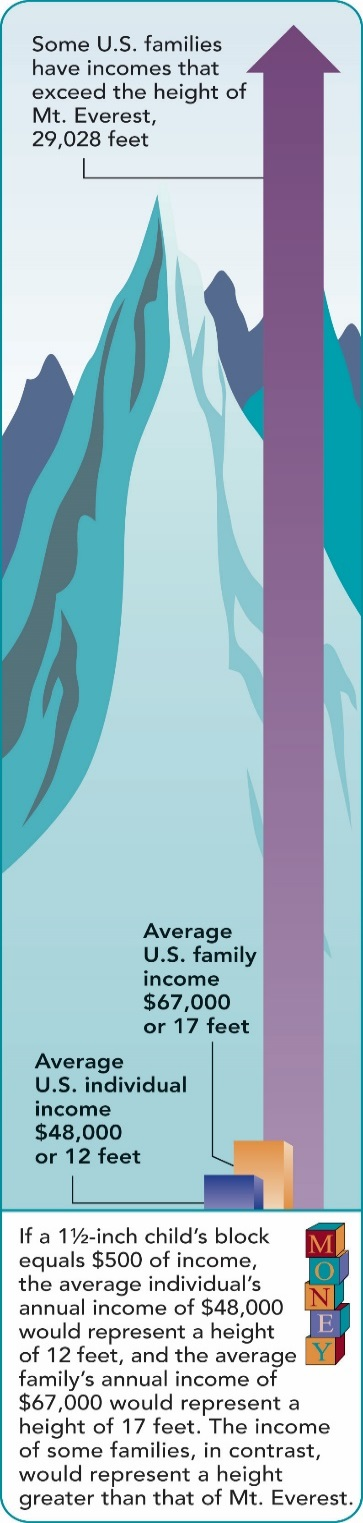 Some U.S. families
have incomes that
exceed the height of
Mt. Everest,
29,028 feet
Average
U.S. family
income
$67,000
or 17 feet
Average
U.S. individual
income
$48,000
or 12 feet
If a 1½-inch child’s block
equals $500 of income,
the average individual’s
annual income of $48,000
would represent a height
of 12 feet, and the average
family’s annual income of
$67,000 would represent a
height of 17 feet. The income
of some families, in contrast,
would represent a height
greater than that of Mt. Everest.
M
O
N
E
Y